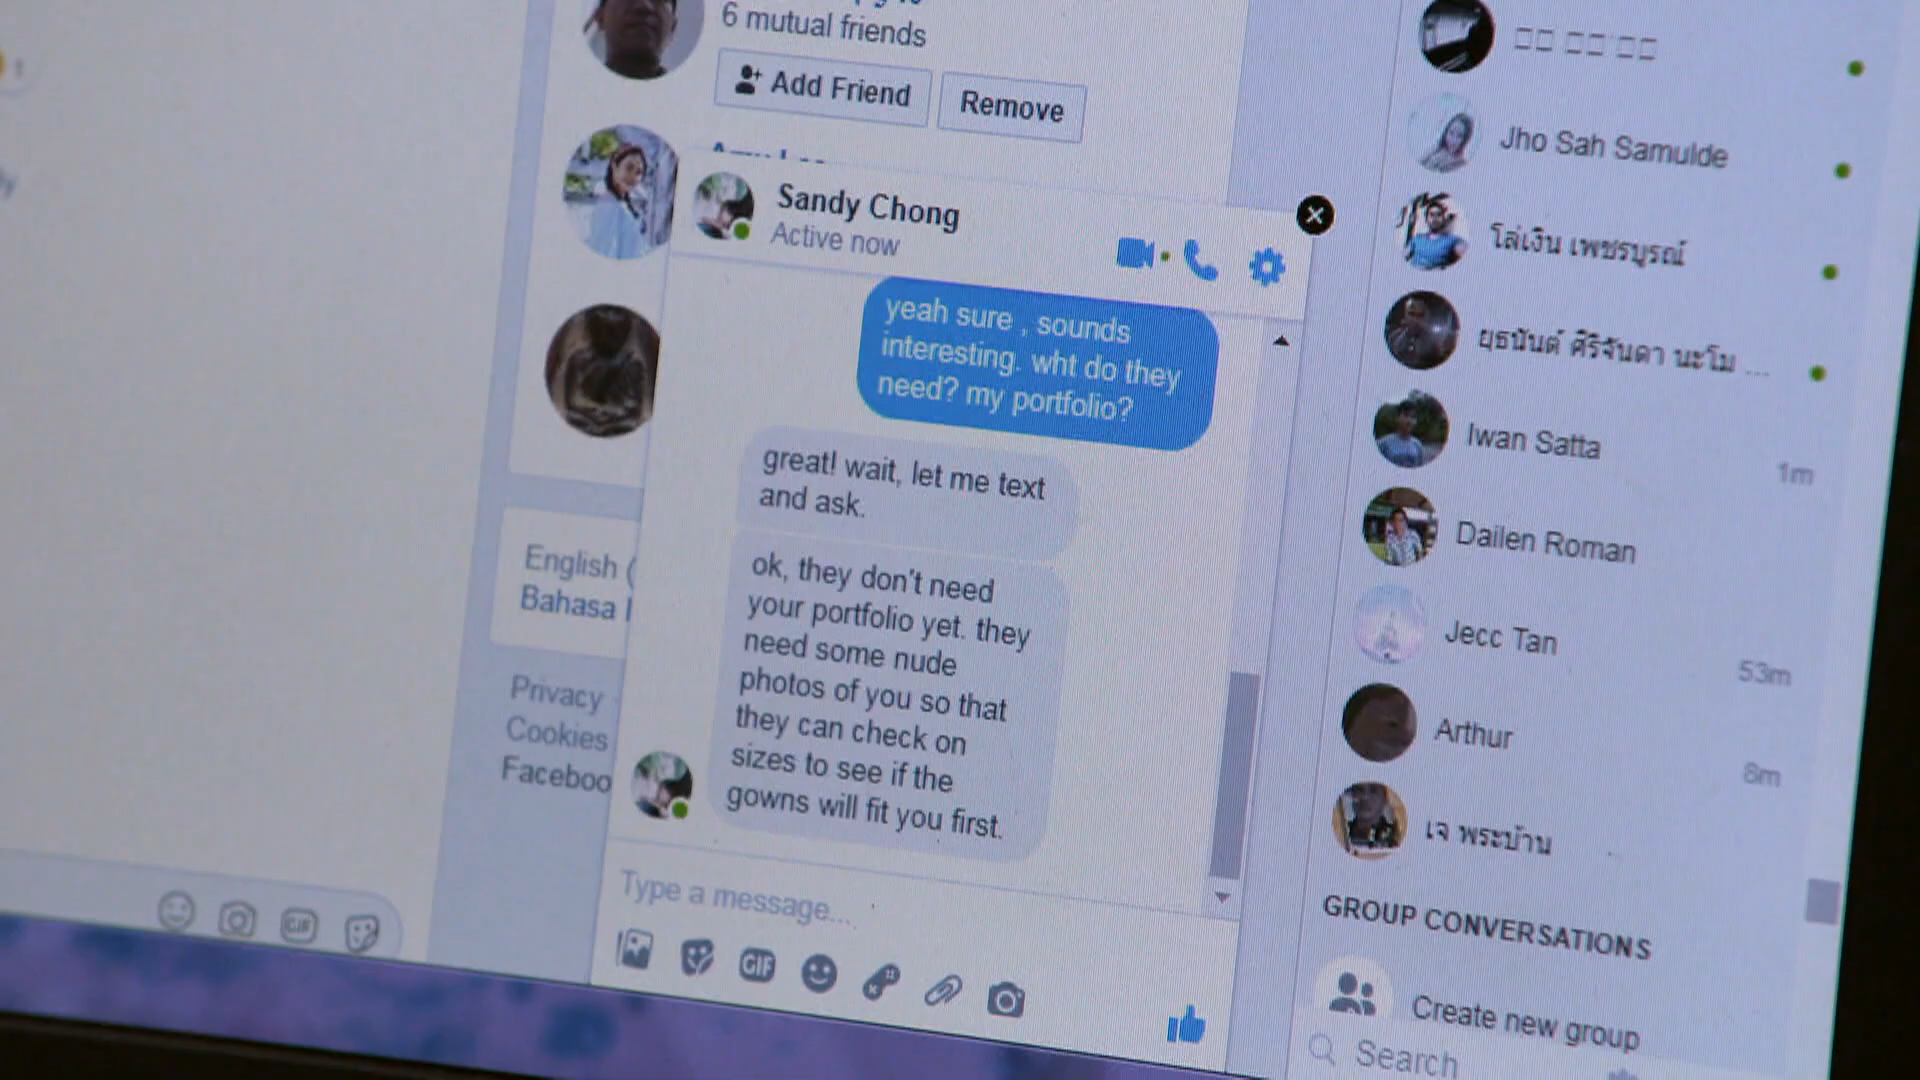 6 mutual friends
Add Friend
Remove
Sandy Chong
Active now
yeah sure , sounds
interesting. wht do they
need? my portfolio?
great! wait, let me text
and ask.
ok, they don't need
your portfolio yet. they
need some nude
photos of you so that
they can check on
sizes to see if the
gowns will fit you first.
Type a message...
GIF
English (
Bahasa I
Privacy
Cookies
Faceboo
GIF
Jho Sah Samulde
โล่เงิน เพชรบูรณ์
ยุธนันต์ ศิริจันดา นะโม ...
Iwan Satta
1m
Dailen Roman
Jecc Tan
53m
Arthur
8m
เจ พระบ้าน
GROUP CONVERSATIONS
Create new group
Search